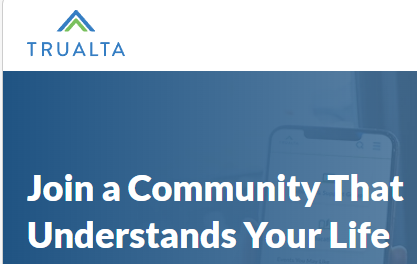 TRUALTA
Join a Community That
Understands Your Life